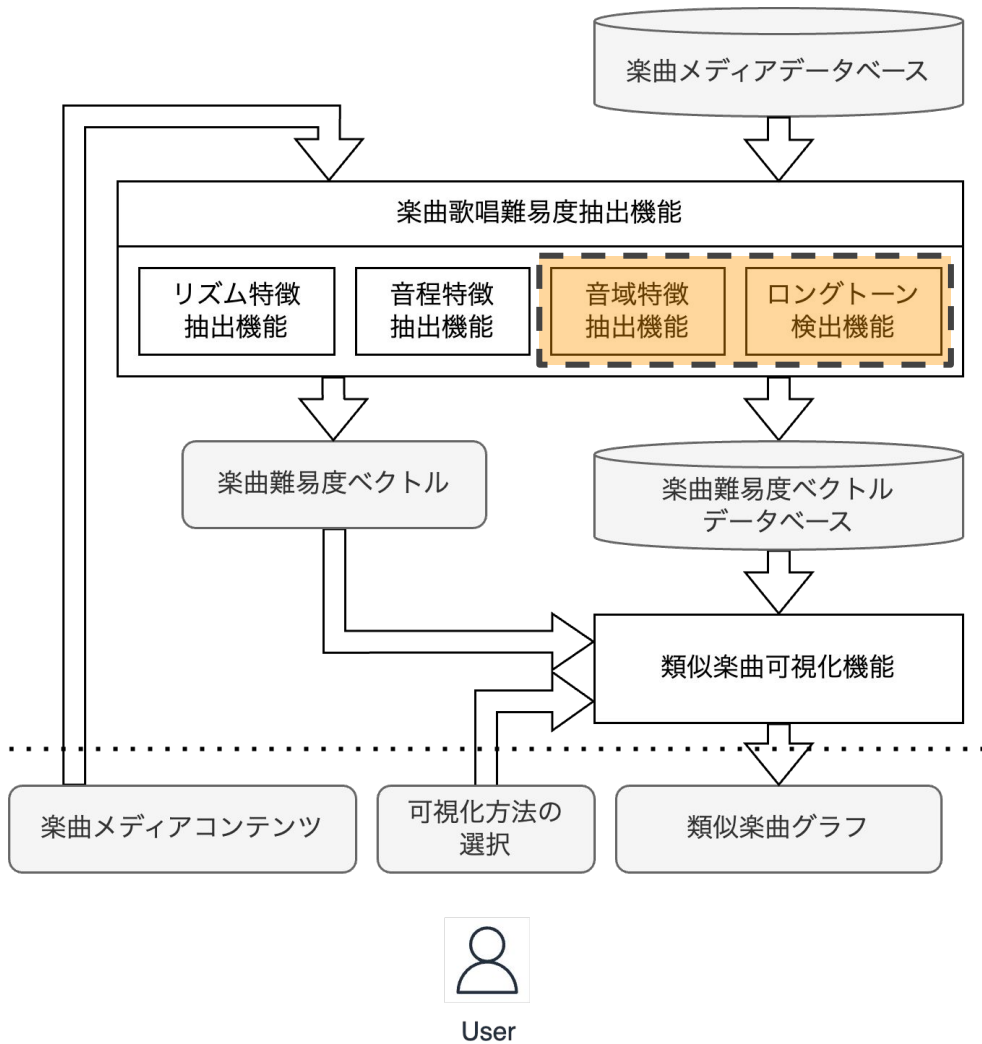 楽曲メディアデータベース
楽曲歌唱難易度抽出機能
リズム特徴
抽出機能
音程特徴
抽出機能
音域特徴
抽出機能
ロングトーン
検出機能
楽曲難易度ベクトル
楽曲難易度ベクトル
データベース
類似楽曲可視化機能
楽曲メディアコンテンツ
可視化方法の
選択
類似楽曲グラフ
User